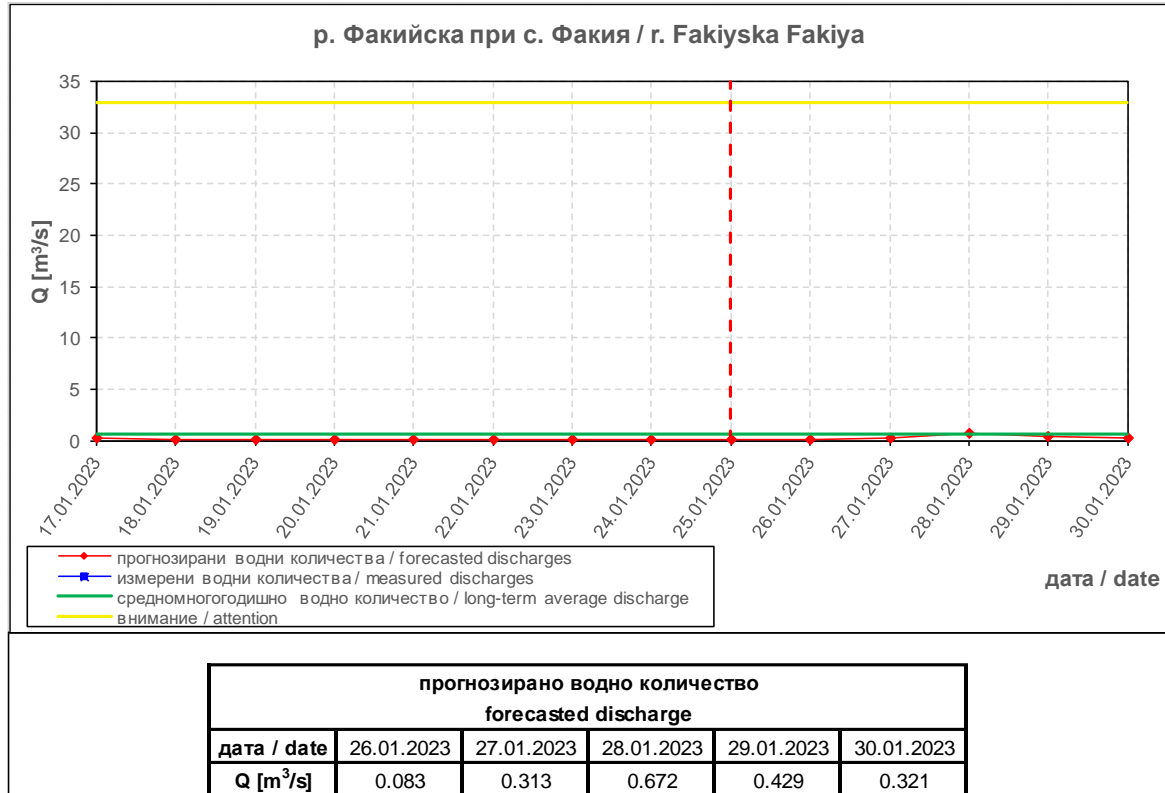 р. Факийска при с. Факия / r. Fakiyska Fakiya
35
30
25
20
15
10
5
0
Q [m³/s]
17.01.2023
18.01.2023
19.01.2023
20.01.2023
21.01.2023
22.01.2023
23.01.2023
24.01.2023
25.01.2023
26.01.2023
27.01.2023
28.01.2023
29.01.2023
30.01.2023
дата / date
прогнозирани водни количества / forecasted discharges
измерени водни количества / measured discharges
средномногогодишно водно количество / long-term average discharge
внимание / attention
прогнозирано водно количество
forecasted discharge
дата / date 26.01.2023 27.01.2023 28.01.2023 29.01.2023 30.01.2023
Q [m³/s] 0.083 0.313 0.672 0.429 0.321